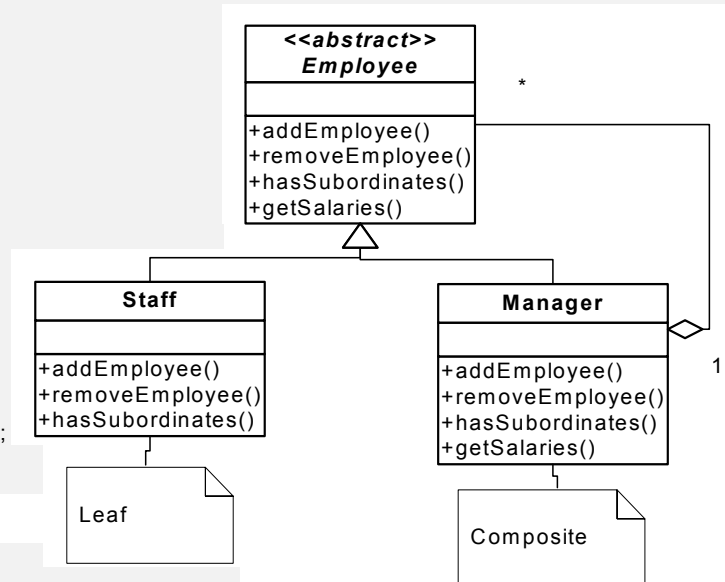 <<abstract>>
Employee
*
+addEmployee()
+removeEmployee()
+hasSubordinates()
+getSalaries()
Staff
+addEmployee()
+removeEmployee()
+hasSubordinates()
;
Leaf
Manager
1
+addEmployee()
+removeEmployee()
+hasSubordinates()
+getSalaries()
Composite